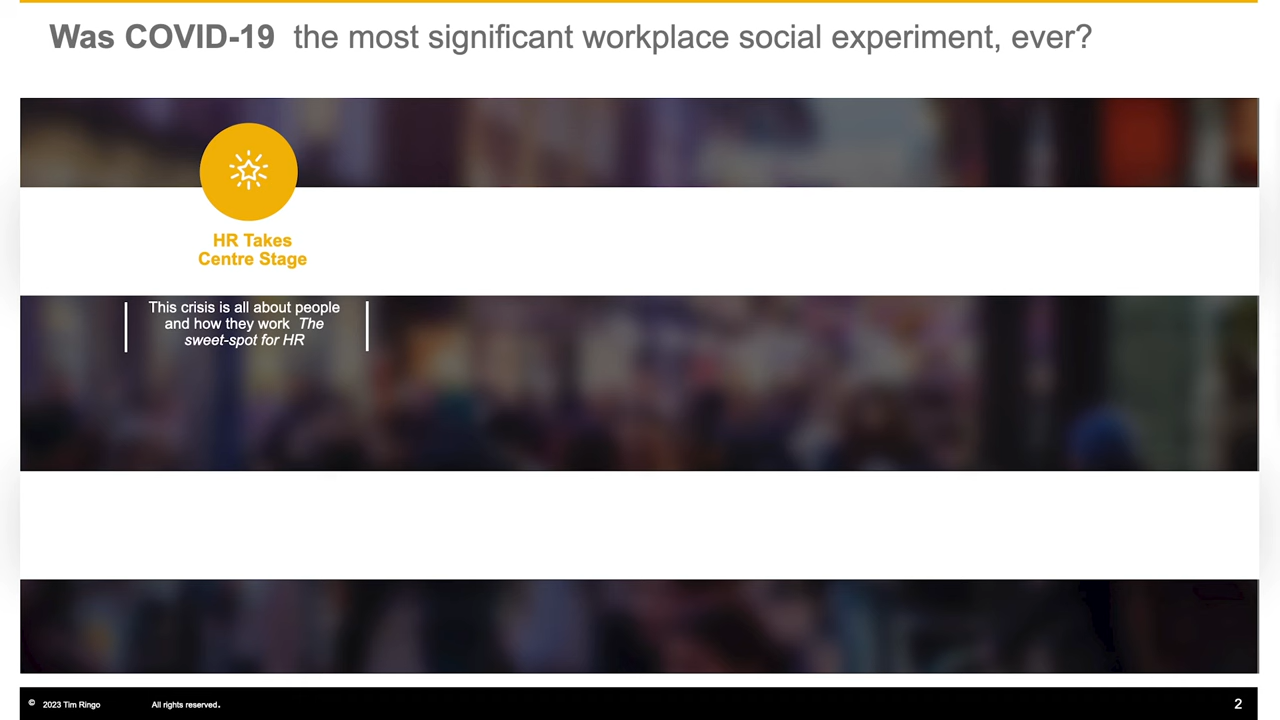 Was COVID-19 the most significant workplace social experiment, ever?
HR Takes
Centre Stage
This crisis is all about people
and how they work The
sweet-spot for HR
© 2023 Tim Ringo All rights reserved.
2